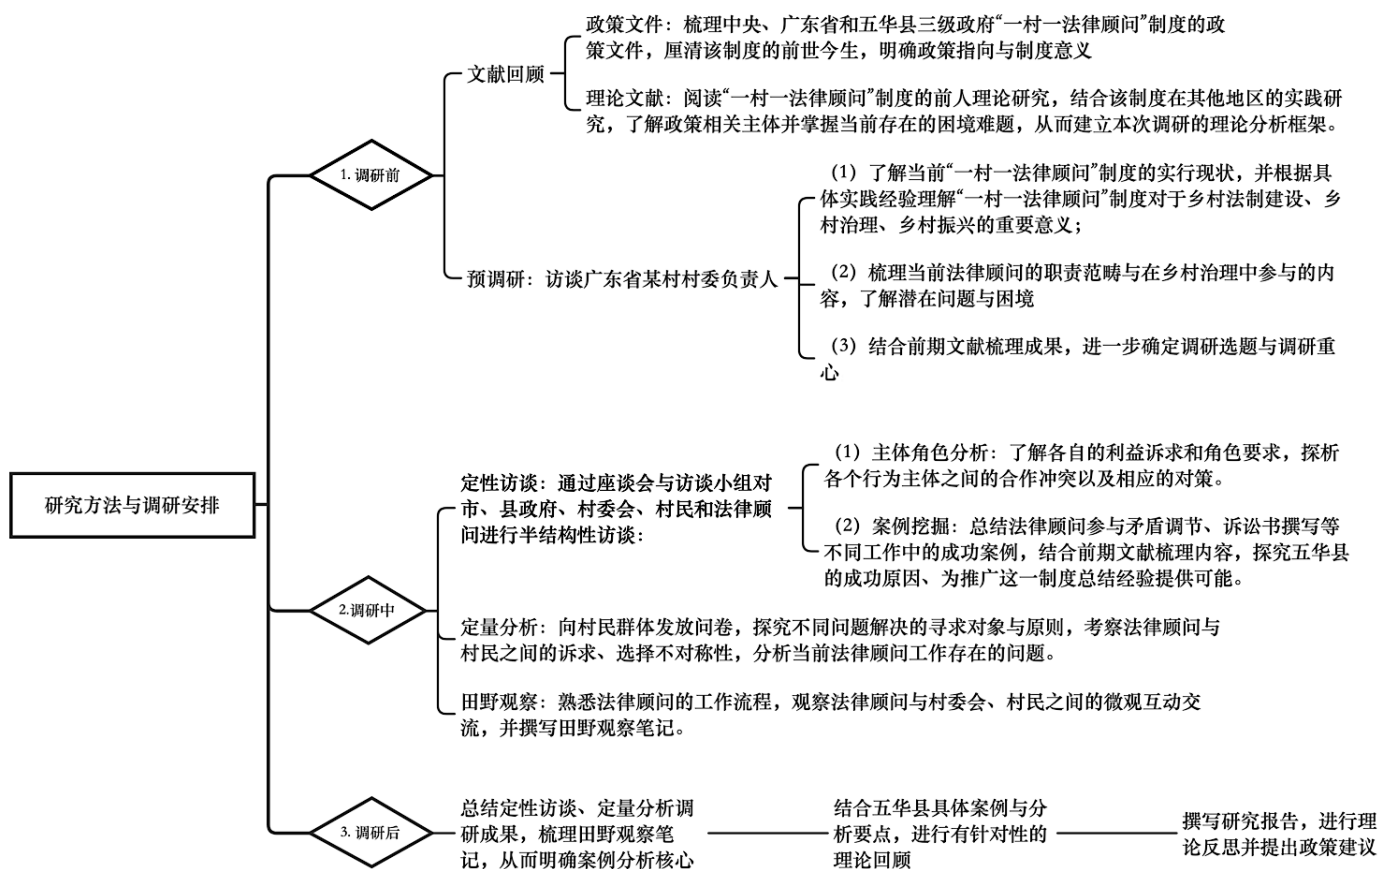 研究方法与调研安排
1. 调研前
文献回顾
政策文件：梳理中央、广东省和五华县三级政府“一村一法律顾问”制度的政
策文件，厘清该制度的前世今生，明确政策指向与制度意义
理论文献：阅读“一村一法律顾问”制度的前人理论研究，结合该制度在其他地区的实践研
究，了解政策相关主体并掌握当前存在的困境难题，从而建立本次调研的理论分析框架。
预调研：访谈广东省某村村委负责人
（1）了解当前“一村一法律顾问”制度的实行现状，并根据具
体实践经验理解“一村一法律顾问”制度对于乡村法制建设、乡
村治理、乡村振兴的重要意义；
（2）梳理当前法律顾问的职责范畴与在乡村治理中参与的内
容，了解潜在问题与困境
（3）结合前期文献梳理成果，进一步确定调研选题与调研重
心
2.调研中
定性访谈：通过座谈会与访谈小组对
市、县政府、村委会、村民和法律顾
问进行半结构性访谈：
（1）主体角色分析：了解各自的利益诉求和角色要求，探析
各个行为主体之间的合作冲突以及相应的对策。
（2）案例挖掘：总结法律顾问参与矛盾调节、诉讼书撰写等
不同工作中的成功案例，结合前期文献梳理内容，探究五华县
的成功原因、为推广这一制度总结经验提供可能。
定量分析：向村民群体发放问卷，探究不同问题解决的寻求对象与原则，考察法律顾问与
村民之间的诉求、选择不对称性，分析当前法律顾问工作存在的问题。
田野观察：熟悉法律顾问的工作流程，观察法律顾问与村委会、村民之间的微观互动交
流，并撰写田野观察笔记。
3. 调研后
总结定性访谈、定量分析调
研成果，梳理田野观察笔
记，从而明确案例分析核心
结合五华县具体案例与分
析要点，进行有针对性的
理论回顾
撰写研究报告，进行理
论反思并提出政策建议